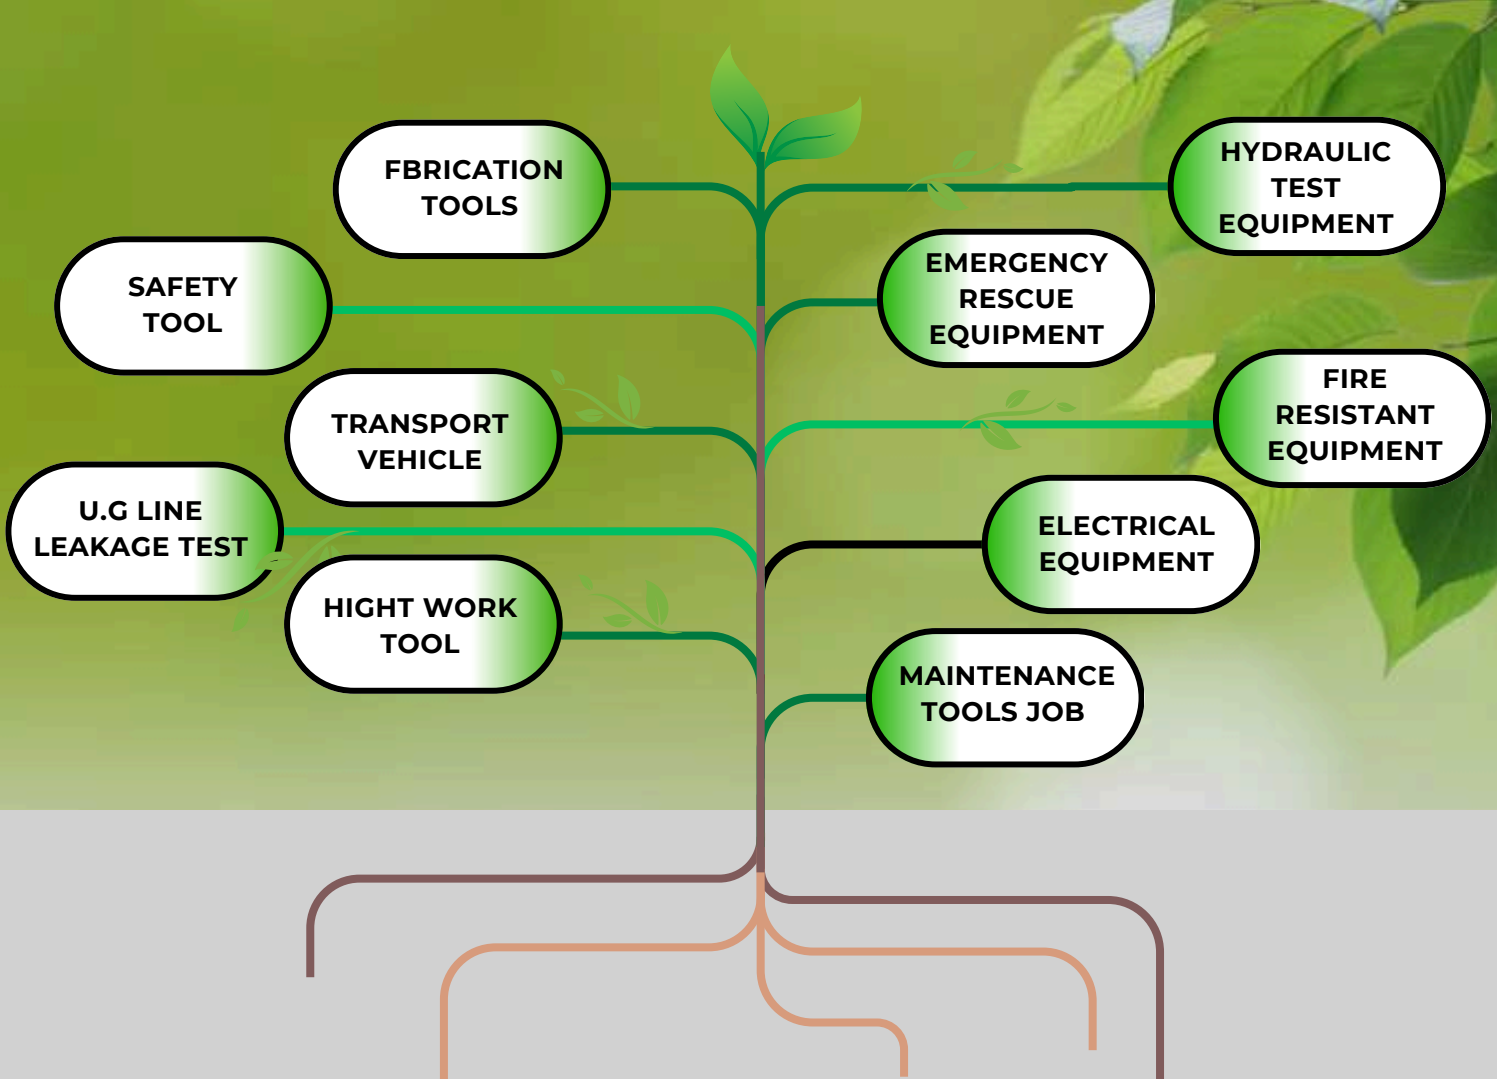 FBRICATION
TOOLS
HYDRAULIC
TEST
EQUIPMENT
SAFETY
TOOL
EMERGENCY
RESCUE
EQUIPMENT
TRANSPORT
VEHICLE
FIRE
RESISTANT
EQUIPMENT
U.G LINE
LEAKAGE TEST
ELECTRICAL
EQUIPMENT
HIGHT WORK
TOOL
MAINTENANCE
TOOLS JOB